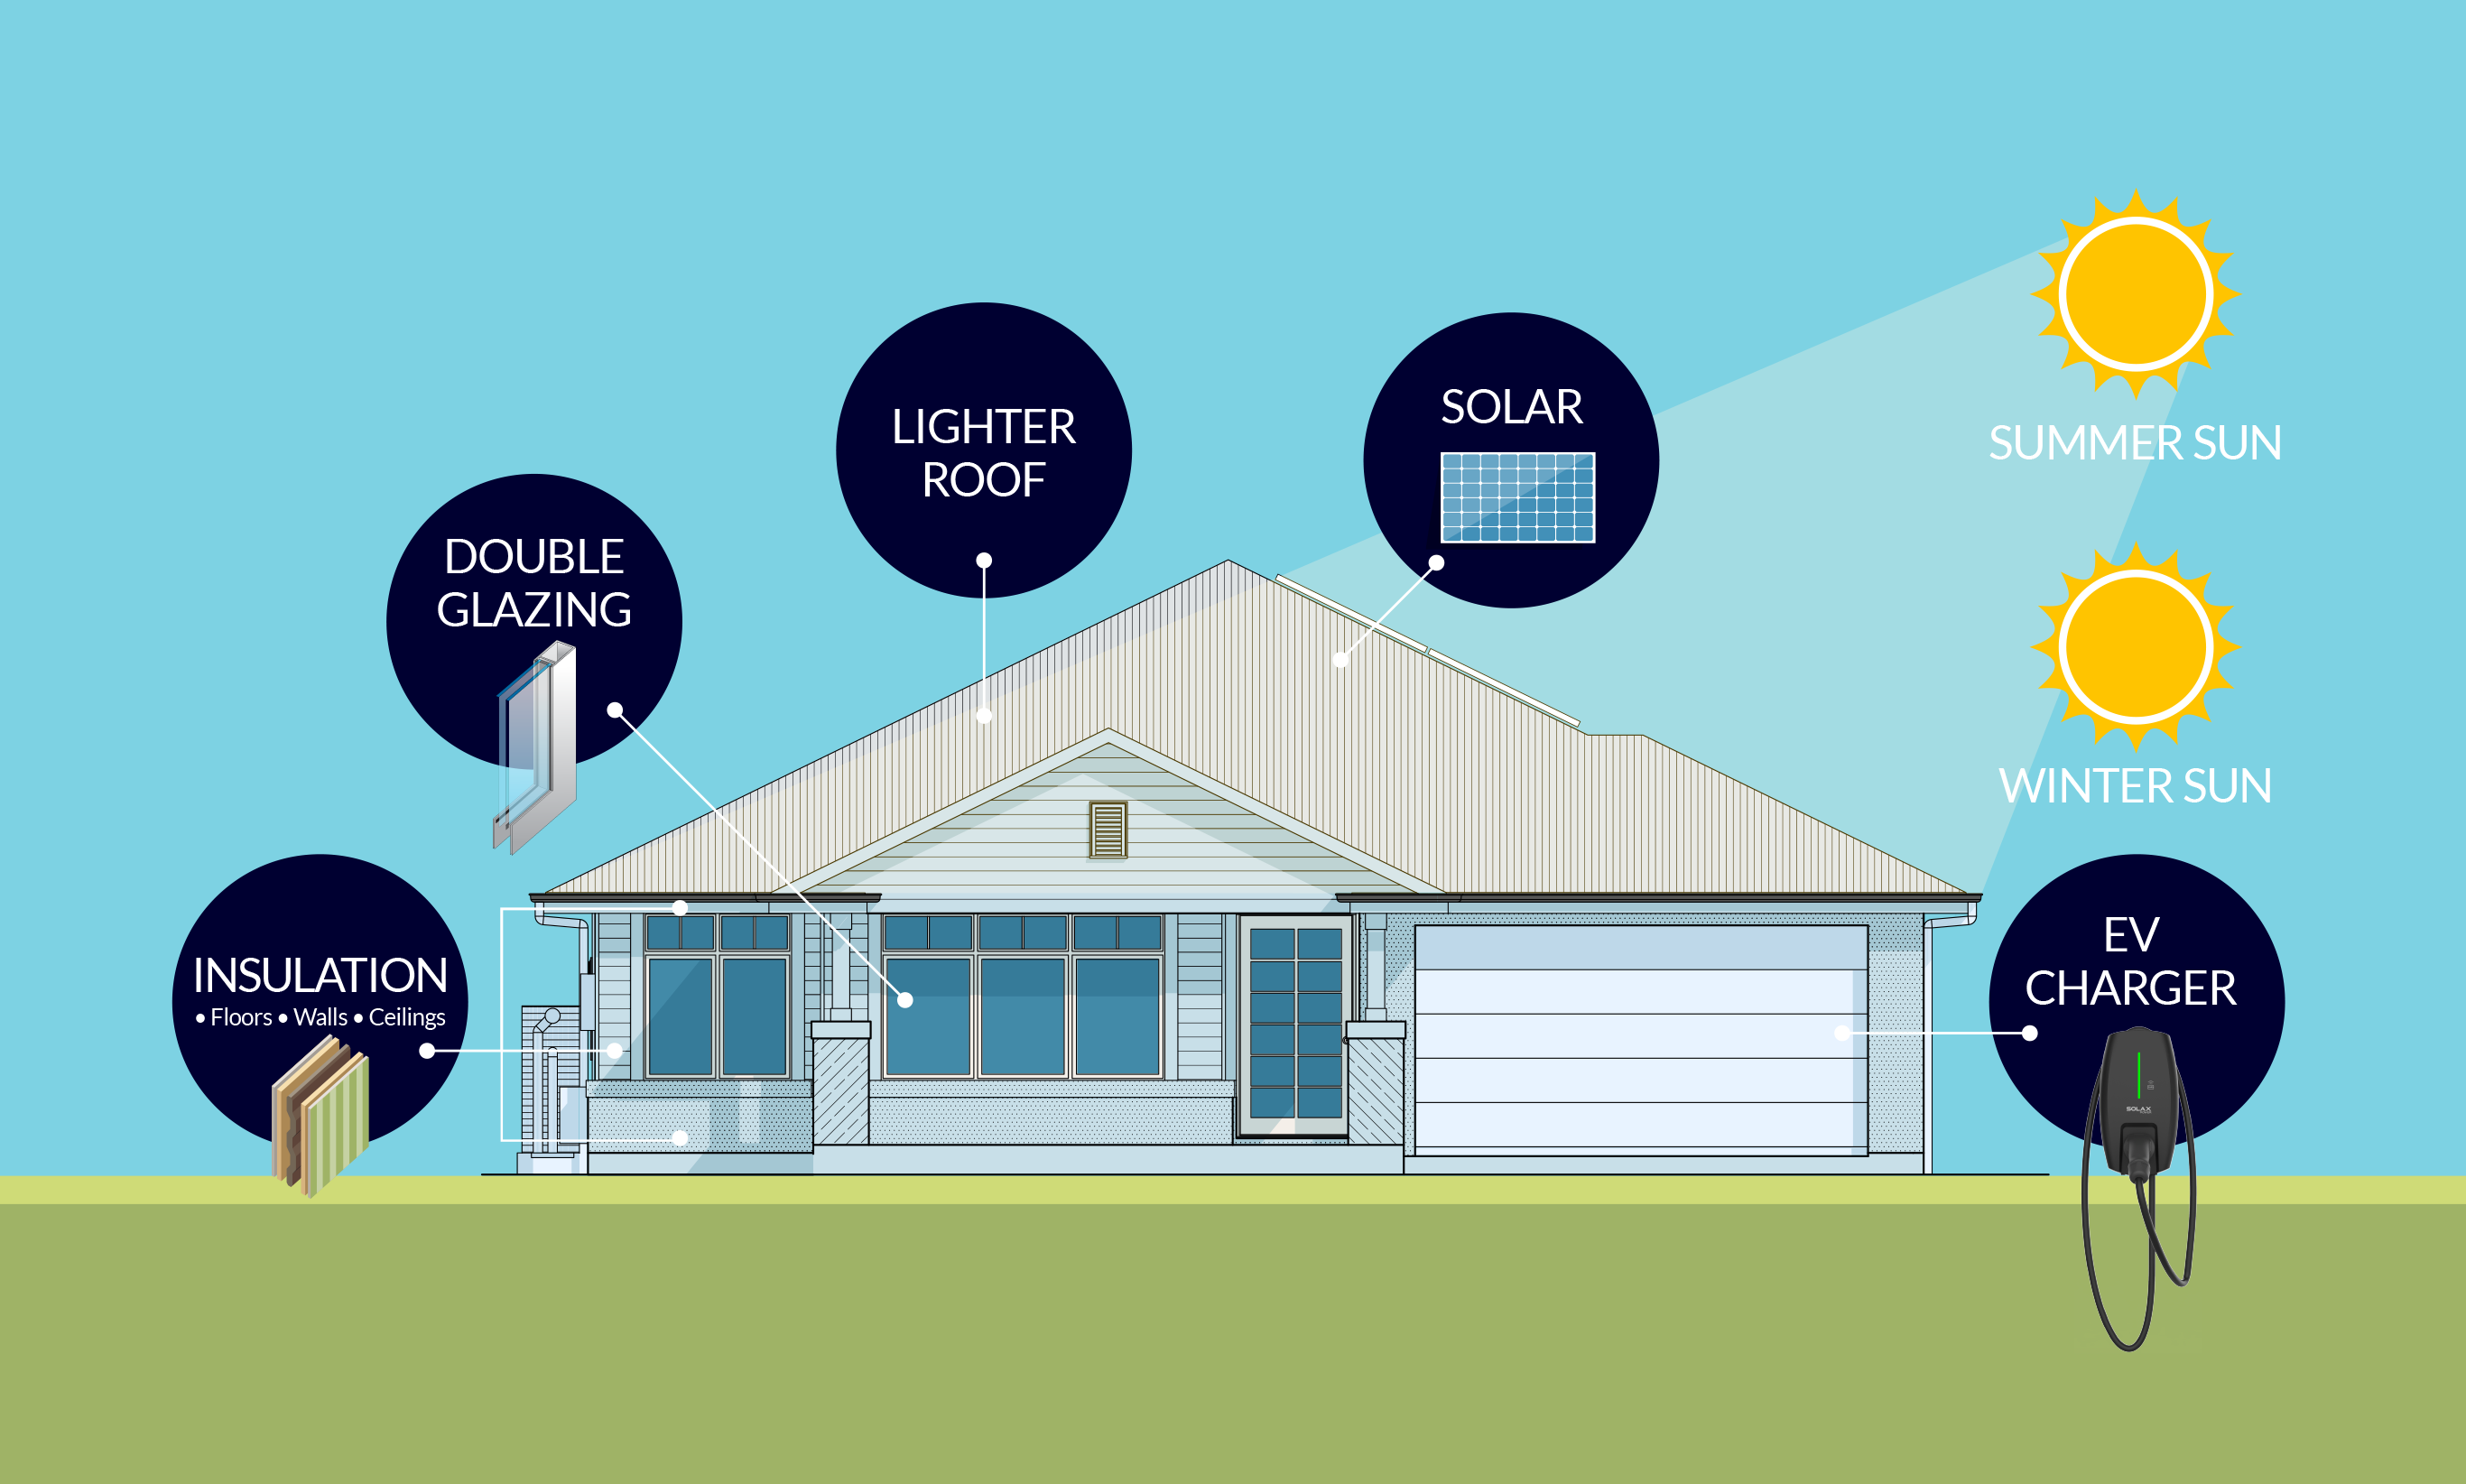 LIGHTER
ROOF
SOLAR
SUMMER SUN
DOUBLE
GLAZING
WINTER SUN
INSULATION
• Floors • Walls • Ceilings
EV
CHARGER
SOLAX